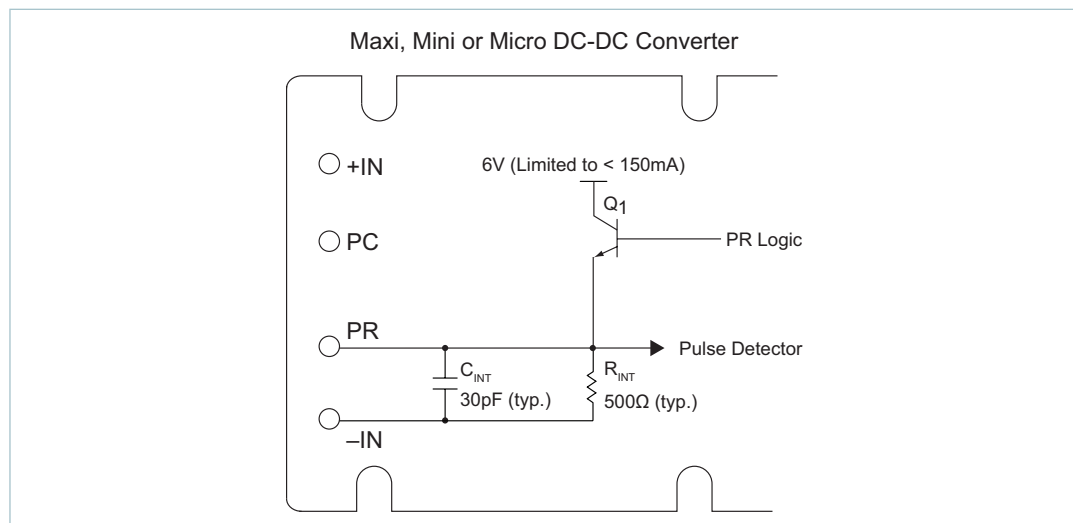 Maxi, Mini or Micro DC-DC Converter
+IN
6V (Limited to < 150mA)
Q1
PC
PR Logic
PR
Pulse Detector
CINT
30pF (typ.)
RINT
500Ω (typ.)
–IN